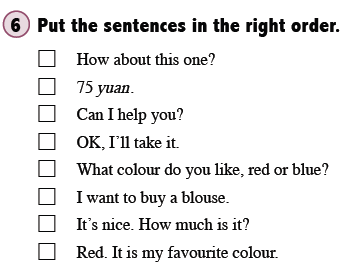 6 Put the sentences in the right order.
How about this one?
75 yuan.
Can I help you?
OK, I'll take it.
What colour do you like, red or blue?
I want to buy a blouse.
It's nice. How much is it?
Red. It is my favourite colour.